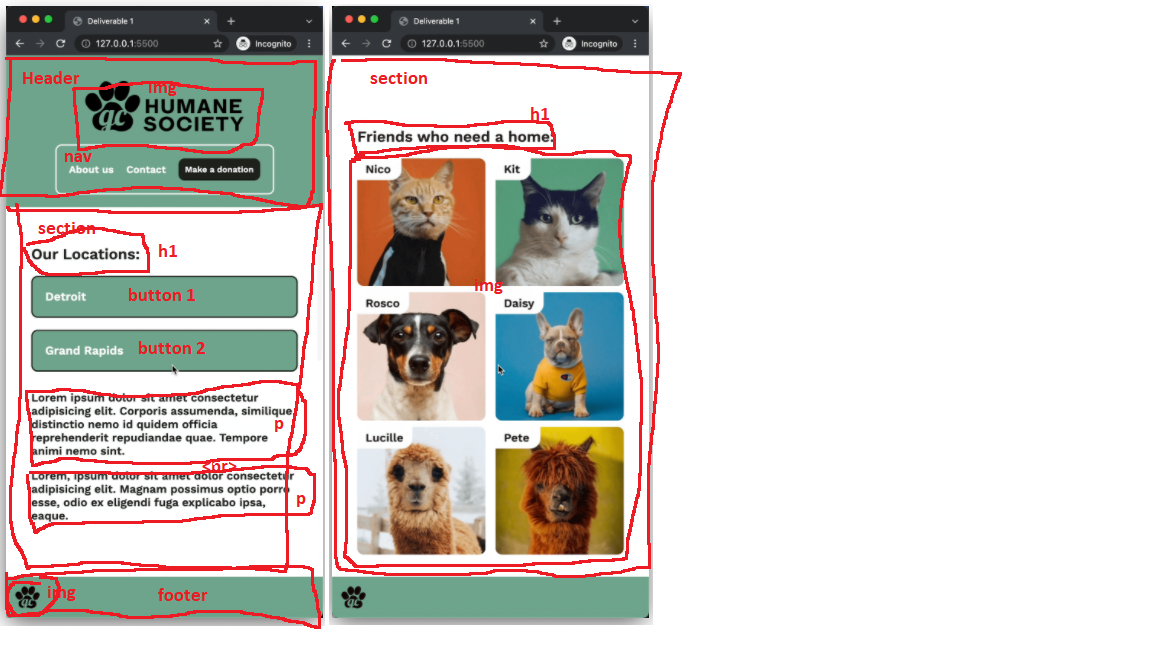 Deliverable 1
127.0.0.1:5500
Incognito
Header
img
gc HUMANE
SOCIETY
nav
About us Contact Make a donation
section
Our Locations: h1
Detroit button 1
Grand Rapids button 2
Lorem ipsum dolor sit amet consectetur
adipisicing elit. Corporis assumenda, similique
distinctio nemo id quidem officia
p
reprehenderit repudiandae quae. Tempore
animi nemo sint.
<pr>
Lorem, ipsum dolor sit amet dolor consectetur
adipisicing elit. Magnam possimus optio porro
esse, odio ex eligendi fuga explicabo ipsa,
p
eaque.
gc img footer
Deliverable 1
127.0.0.1:5500
Incognito
section
h1
Friends who need a home:
Nico Kit
img
Rosco Daisy
Lucille Pete
gc